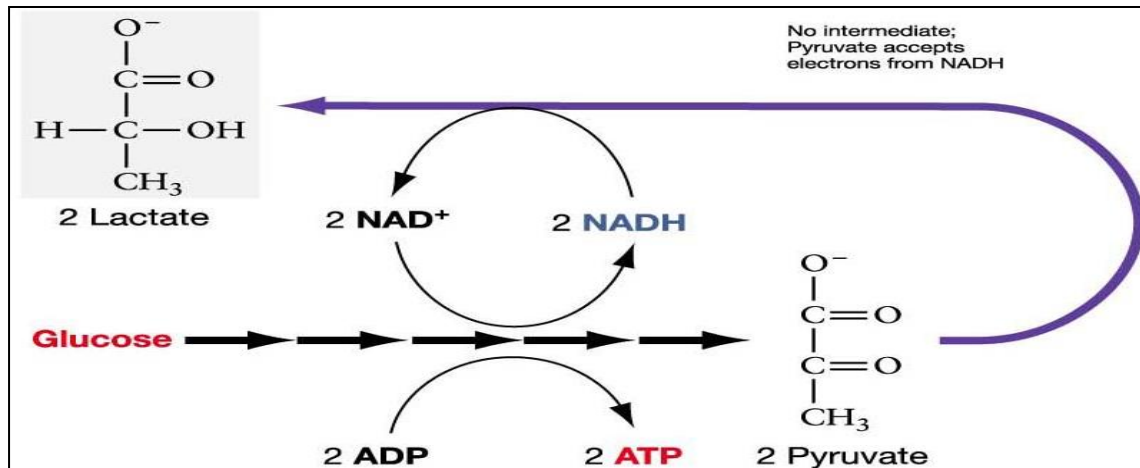 O⁻
C=O
H—C—OH
CH₃
2 Lactate
No intermediate;
Pyruvate accepts
electrons from NADH
2 NAD⁺
2 NADH
Glucose
O⁻
C=O
C=O
CH₃
2 ADP
2 ATP
2 Pyruvate